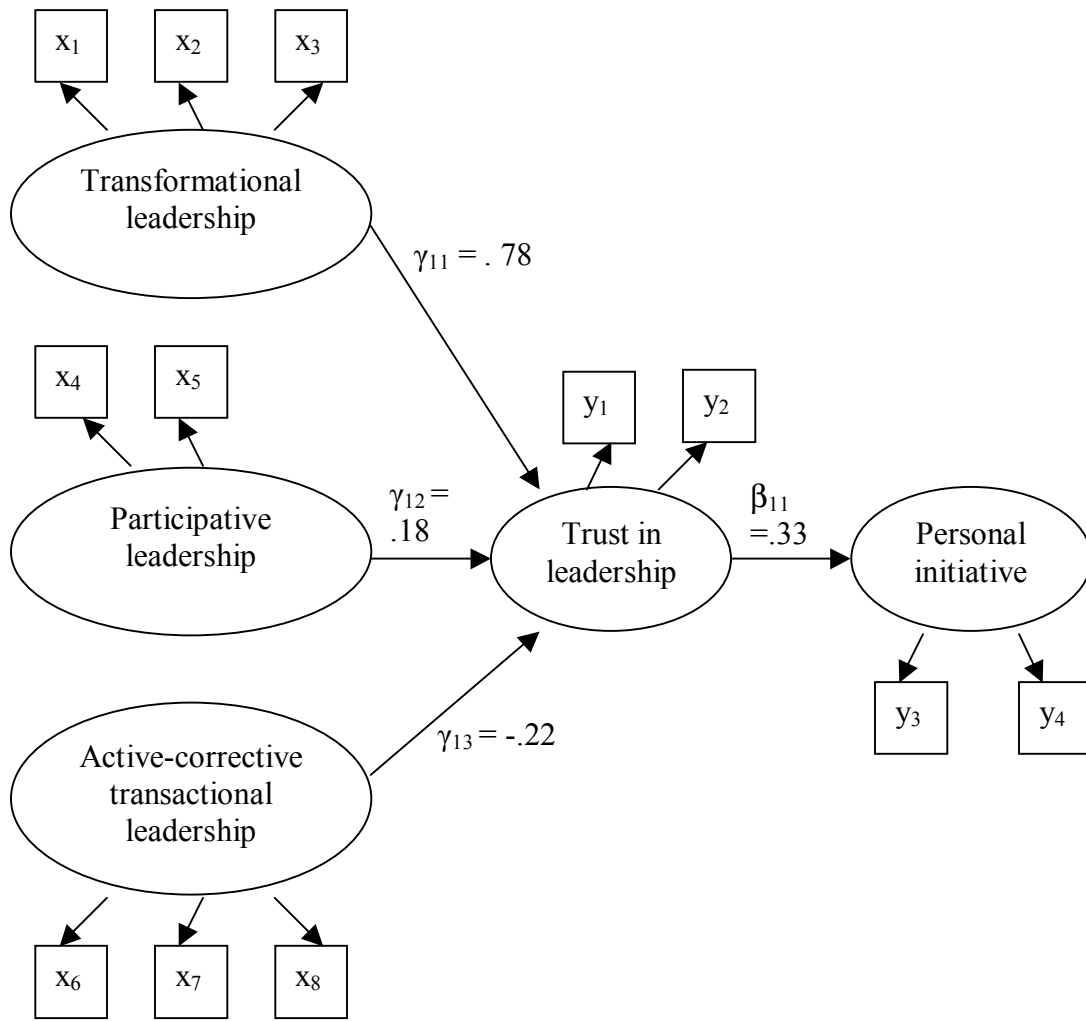 x₁
x₂
x₃
Transformational
leadership
γ₁₁ = . 78
x₄
x₅
y₁
y₂
Participative
leadership
γ₁₂ =
.18
Trust in
leadership
β₁₁
=.33
Personal
initiative
γ₁₃ = -.22
y₃
y₄
Active-corrective
transactional
leadership
x₆
x₇
x₈